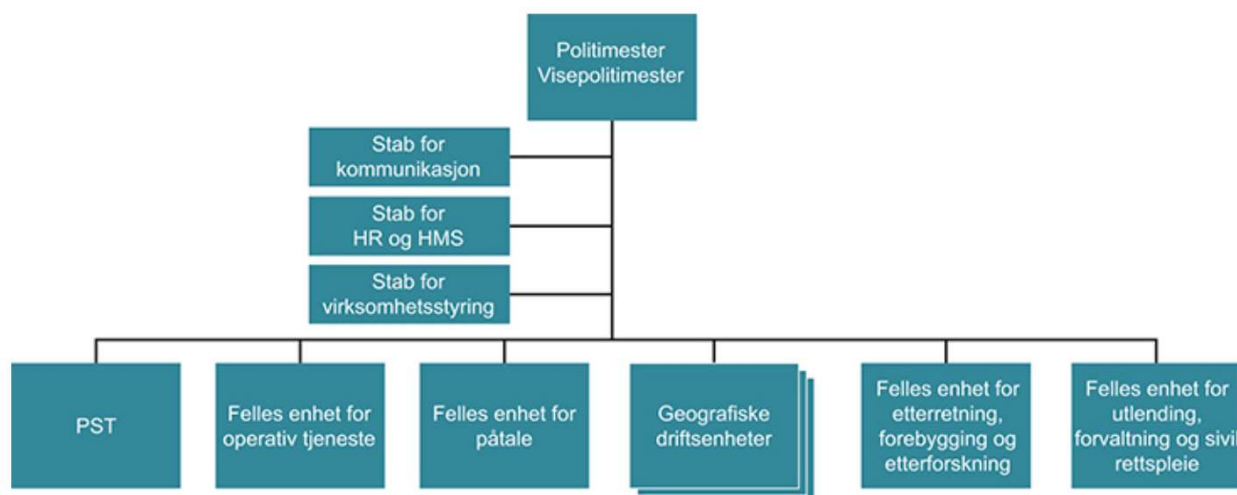 Politimester
Visepolitimester
Stab for
kommunikasjon
Stab for
HR og HMS
Stab for
virksomhetsstyring
PST
Felles enhet for
operativ tjeneste
Felles enhet for
påtale
Geografiske
driftsenheter
Felles enhet for
etterretning,
forebygging og
etterforskning
Felles enhet for
utlending,
forvaltning og sivil
rettspleie